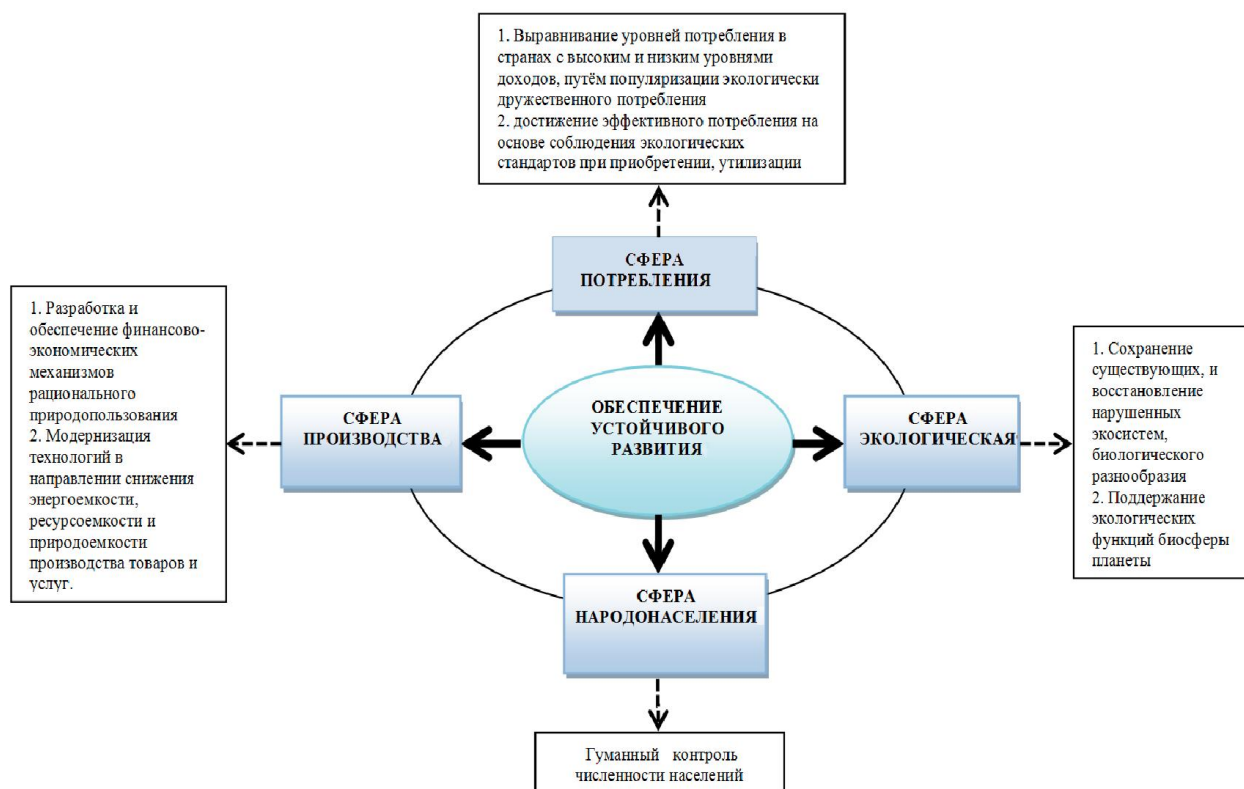 1. Выравнивание уровней потребления в
странах с высоким и низким уровнями
доходов, путём популяризации экологически
дружественного потребления
2. достижение эффективного потребления на
основе соблюдения экологических
стандартов при приобретении, утилизации
СФЕРА
ПОТРЕБЛЕНИЯ
1. Разработка и
обеспечение финансово-
экономических
механизмов
рационального
природопользования
2. Модернизация
технологий в
направлении снижения
энергоемкости,
ресурсоемкости и
природоемкости
производства товаров и
услуг.
СФЕРА
ПРОИЗВОДСТВА
ОБЕСПЕЧЕНИЕ
УСТОЙЧИВОГО
РАЗВИТИЯ
СФЕРА
ЭКОЛОГИЧЕСКАЯ
1. Сохранение
существующих, и
восстановление
нарушенных
экосистем,
биологического
разнообразия
2. Поддержание
экологических
функций биосферы
планеты
СФЕРА
НАРОДОНАСЕЛЕНИЯ
Гуманный контроль
численности населений